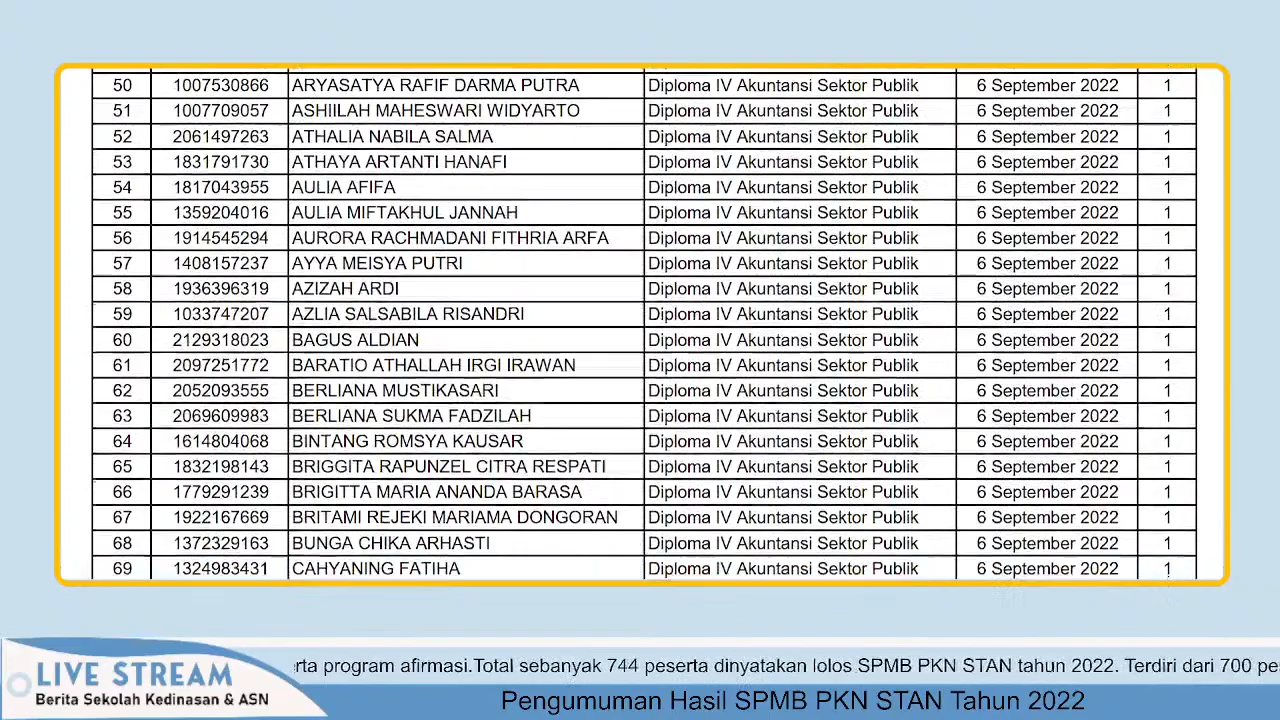 50 1007530866 ARYASATYA RAFIF DARMA PUTRA Diploma IV Akuntansi Sektor Publik 6 September 2022 1
51 1007709057 ASHIILAH MAHESWARI WIDYARTO Diploma IV Akuntansi Sektor Publik 6 September 2022 1
52 2061497263 ATHALIA NABILA SALMA Diploma IV Akuntansi Sektor Publik 6 September 2022 1
53 1831791730 ATHAYA ARTANTI HANAFI Diploma IV Akuntansi Sektor Publik 6 September 2022 1
54 1817043955 AULIA AFIFA Diploma IV Akuntansi Sektor Publik 6 September 2022 1
55 1359204016 AULIA MIFTAKHUL JANNAH Diploma IV Akuntansi Sektor Publik 6 September 2022 1
56 1914545294 AURORA RACHMADANI FITHRIA ARFA Diploma IV Akuntansi Sektor Publik 6 September 2022 1
57 1408157237 AYYA MEISYA PUTRI Diploma IV Akuntansi Sektor Publik 6 September 2022 1
58 1936396319 AZIZAH ARDI Diploma IV Akuntansi Sektor Publik 6 September 2022 1
59 1033747207 AZLIA SALSABILA RISANDRI Diploma IV Akuntansi Sektor Publik 6 September 2022 1
60 2129318023 BAGUS ALDIAN Diploma IV Akuntansi Sektor Publik 6 September 2022 1
61 2097251772 BARATIO ATHALLAH IRGI IRAWAN Diploma IV Akuntansi Sektor Publik 6 September 2022 1
62 2052093555 BERLIANA MUSTIKASARI Diploma IV Akuntansi Sektor Publik 6 September 2022 1
63 2069609983 BERLIANA SUKMA FADZILAH Diploma IV Akuntansi Sektor Publik 6 September 2022 1
64 1614804068 BINTANG ROMSYA KAUSAR Diploma IV Akuntansi Sektor Publik 6 September 2022 1
65 1832198143 BRIGGITA RAPUNZEL CITRA RESPATI Diploma IV Akuntansi Sektor Publik 6 September 2022 1
66 1779291239 BRIGITTA MARIA ANANDA BARASA Diploma IV Akuntansi Sektor Publik 6 September 2022 1
67 1922167669 BRITAMI REJEKI MARIAMA DONGORAN Diploma IV Akuntansi Sektor Publik 6 September 2022 1
68 1372329163 BUNGA CHIKA ARHASTI Diploma IV Akuntansi Sektor Publik 6 September 2022 1
69 1324983431 CAHYANING FATIHA Diploma IV Akuntansi Sektor Publik 6 September 2022 1
LIVE STREAM
Berita Sekolah Kedinasan & ASN
rta program afirmasi.Total sebanyak 744 peserta dinyatakan lolos SPMB PKN STAN tahun 2022. Terdiri dari 700 pe
Pengumuman Hasil SPMB PKN STAN Tahun 2022